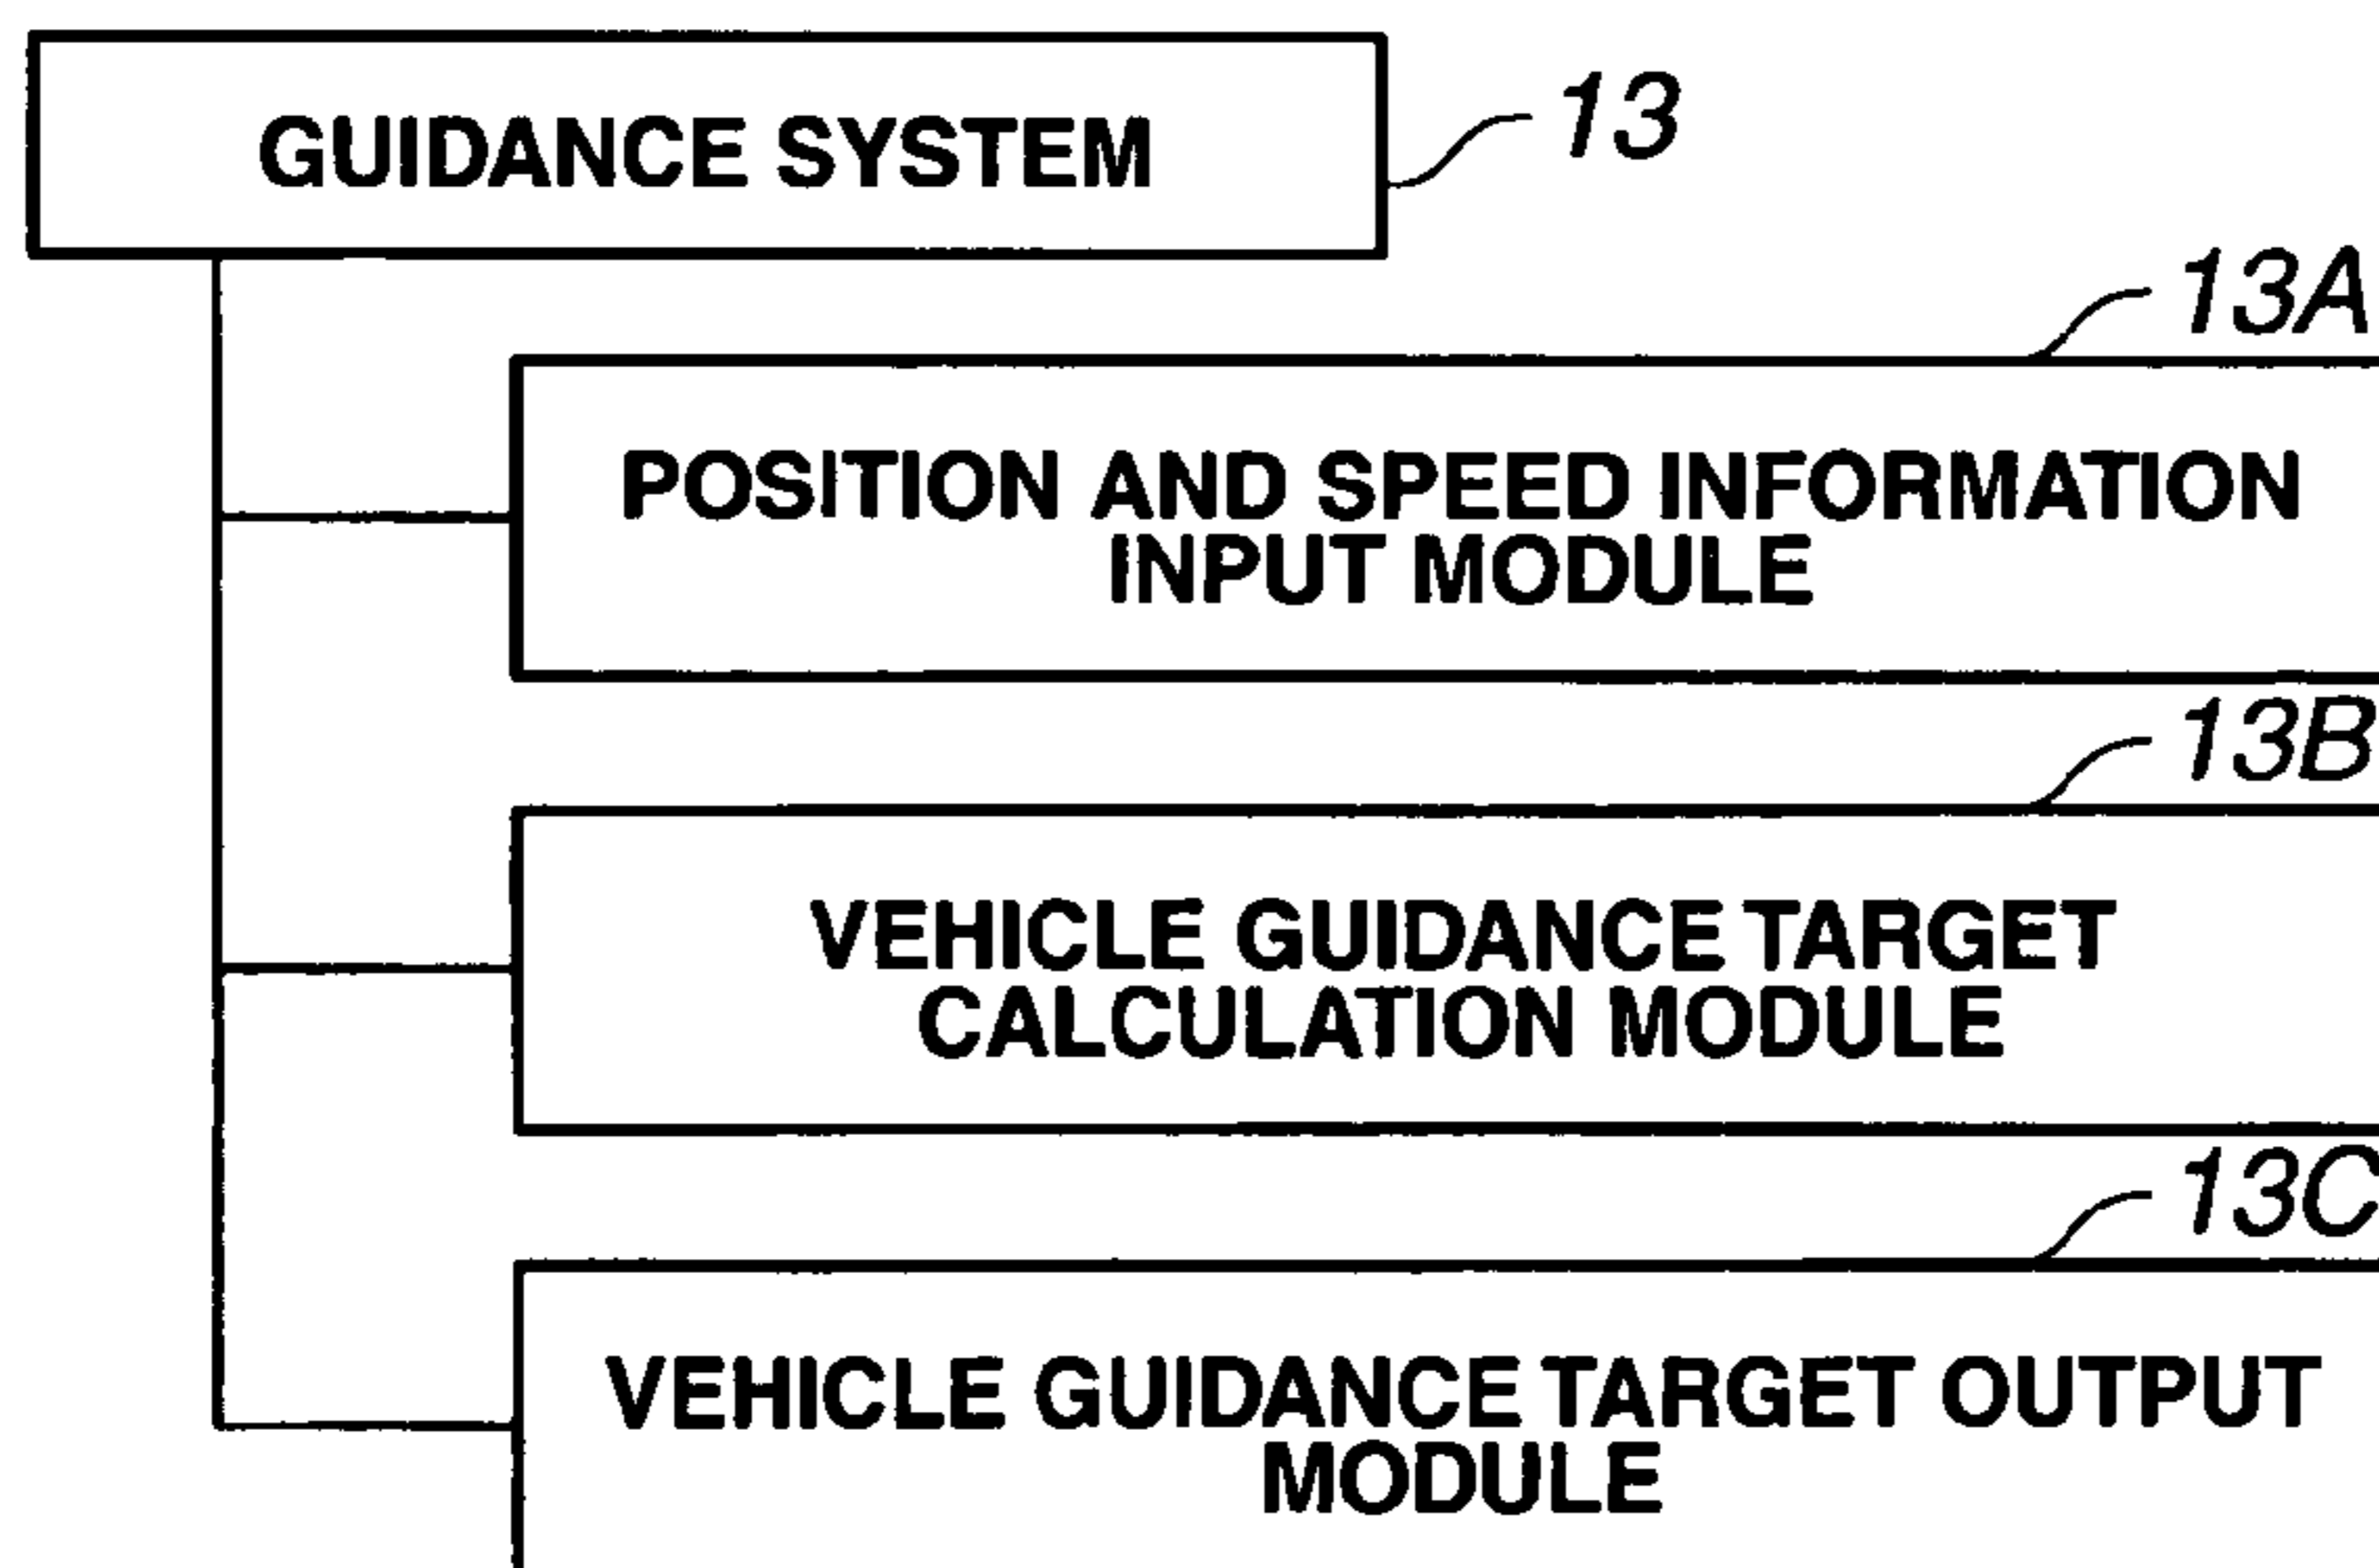 GUIDANCE SYSTEM
13
13A
POSITION AND SPEED INFORMATION
INPUT MODULE
13B
VEHICLE GUIDANCE TARGET
CALCULATION MODULE
13C
VEHICLE GUIDANCE TARGET OUTPUT
MODULE